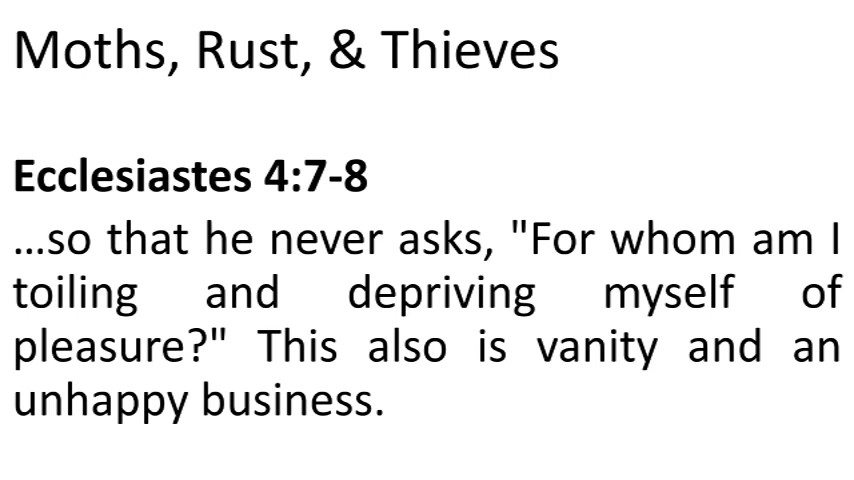 Moths, Rust, & Thieves
Ecclesiastes 4:7-8
...so that he never asks, "For whom am I
toiling and depriving myself of
pleasure?" This also is vanity and an
unhappy business.